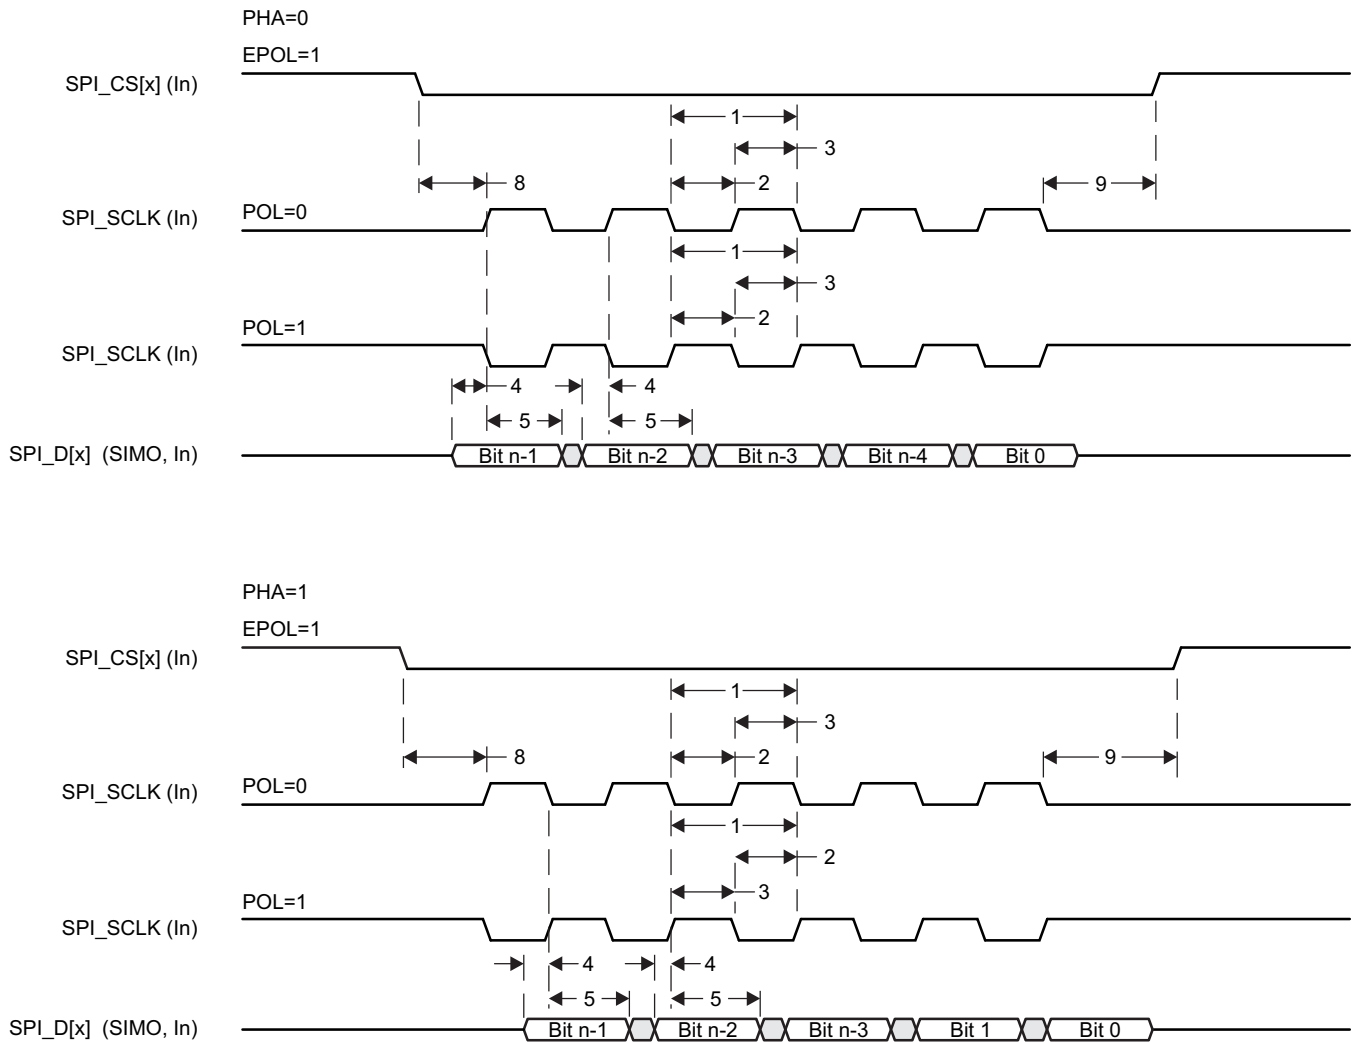 PHA=0
EPOL=1
SPI_CS[x] (In)
1
3
8
2
9
SPI_SCLK (In)
POL=0
1
3
2
POL=1
SPI_SCLK (In)
4
4
5
5
SPI_D[x] (SIMO, In)
Bit n-1
Bit n-2
Bit n-3
Bit n-4
Bit 0
PHA=1
EPOL=1
SPI_CS[x] (In)
1
3
8
2
9
SPI_SCLK (In)
POL=0
1
2
3
POL=1
SPI_SCLK (In)
4
4
5
5
SPI_D[x] (SIMO, In)
Bit n-1
Bit n-2
Bit n-3
Bit 1
Bit 0